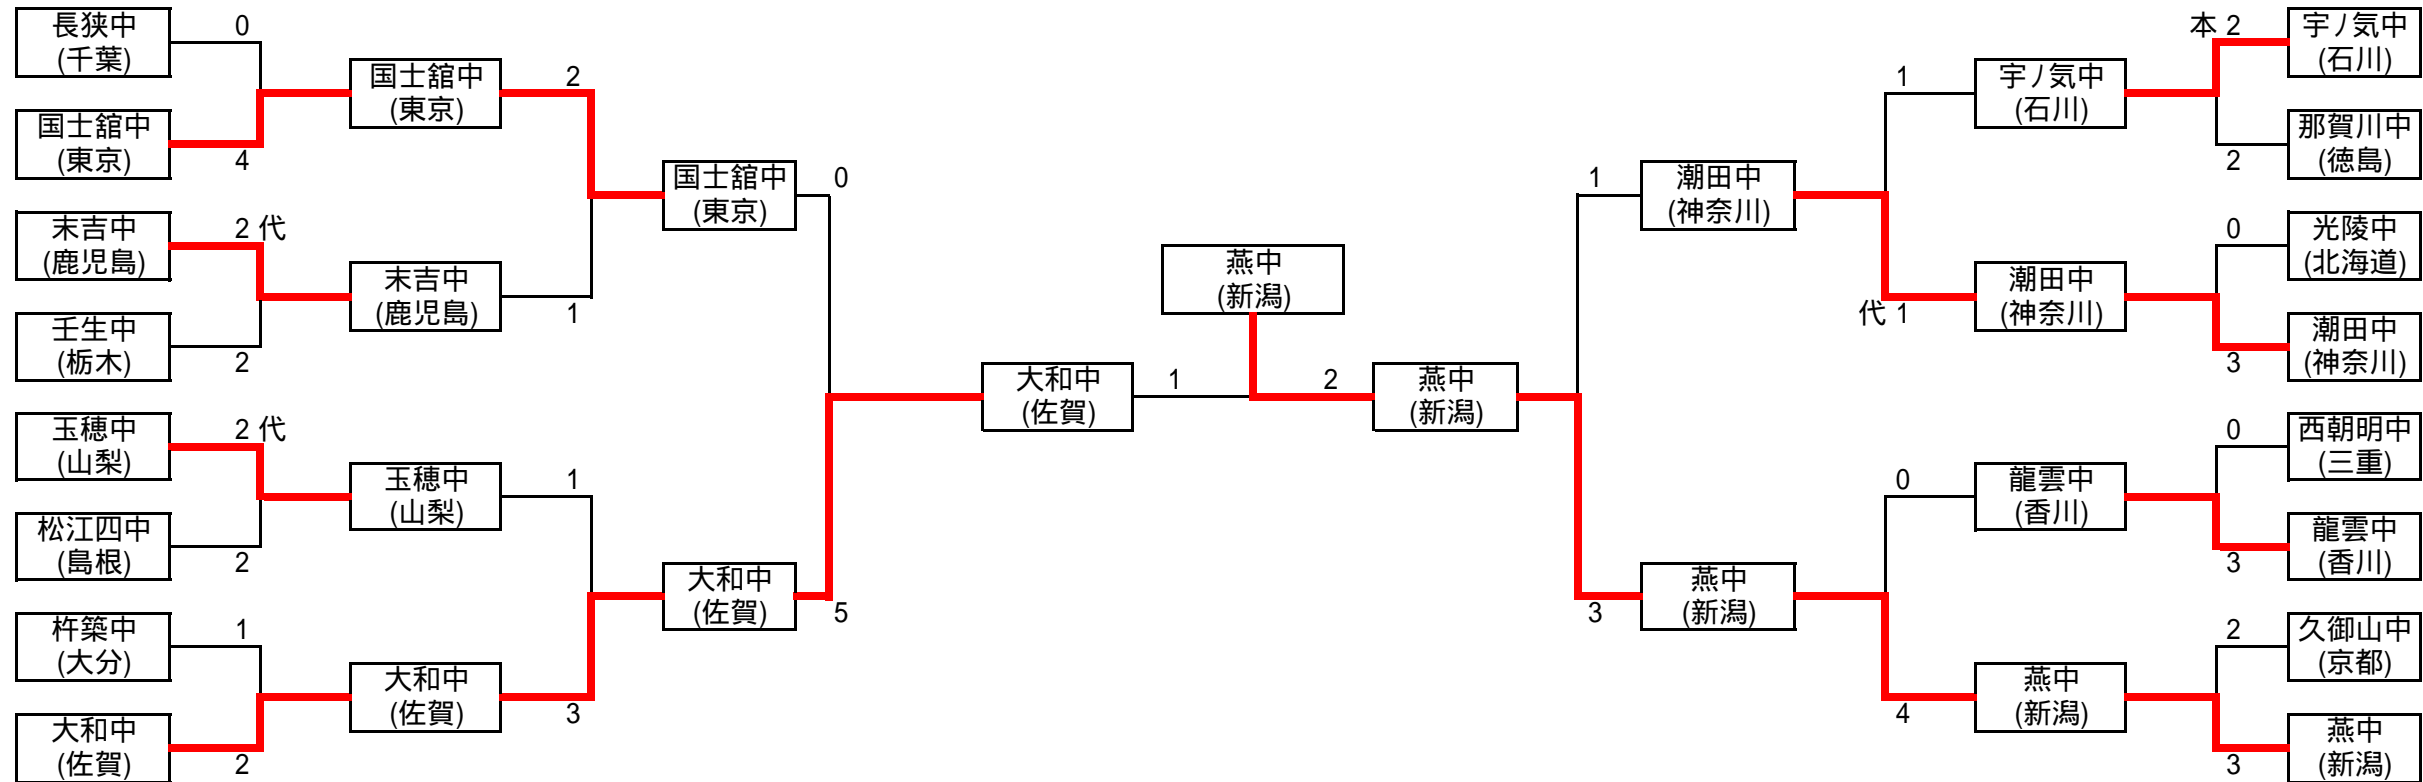 長狭中
(千葉)
0
国士舘中
(東京)
4
末吉中
(鹿児島)
2 代
壬生中
(栃木)
2
玉穂中
(山梨)
2 代
松江四中
(島根)
2
杵築中
(大分)
1
大和中
(佐賀)
2
国士舘中
(東京)
2
末吉中
(鹿児島)
1
玉穂中
(山梨)
1
大和中
(佐賀)
3
国士舘中
(東京)
0
大和中
(佐賀)
5
大和中
(佐賀)
1
燕中
(新潟)
2
燕中
(新潟)
1
潮田中
(神奈川)
3
燕中
(新潟)
1
宇ノ気中
(石川)
代 1
潮田中
(神奈川)
0
龍雲中
(香川)
4
燕中
(新潟)
本 2
宇ノ気中
(石川)
2
那賀川中
(徳島)
0
光陵中
(北海道)
3
潮田中
(神奈川)
0
西朝明中
(三重)
3
龍雲中
(香川)
2
久御山中
(京都)
3
燕中
(新潟)